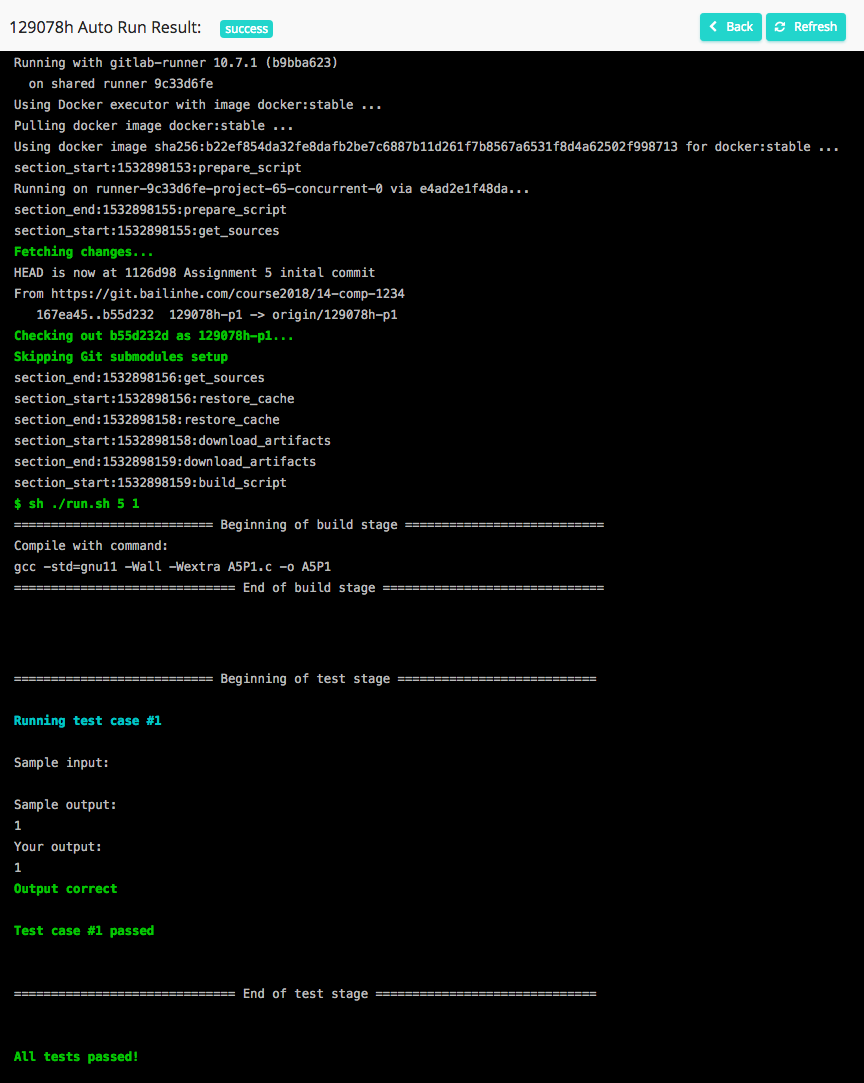 129078h Auto Run Result: success Back Refresh
Running with gitlab-runner 10.7.1 (b9bba623)
on shared runner 9c33d6fe
Using Docker executor with image docker:stable ...
Pulling docker image docker:stable ...
Using docker image sha256:b22ef854da32fe8dafb2be7c6887b11d261f7b8567a6531f8d4a62502f998713 for docker:stable ...
section_start:1532898153:prepare_script
Running on runner-9c33d6fe-project-65-concurrent-0 via e4ad2e1f48da...
section_end:1532898155:prepare_script
section_start:1532898155:get_sources
Fetching changes...
HEAD is now at 1126d98 Assignment 5 inital commit
From https://git.bailinhe.com/course2018/14-comp-1234
167ea45..b55d232  129078h-p1 -> origin/129078h-p1
Checking out b55d232d as 129078h-p1...
Skipping Git submodules setup
section_end:1532898156:get_sources
section_start:1532898156:restore_cache
section_end:1532898158:restore_cache
section_start:1532898158:download_artifacts
section_end:1532898159:download_artifacts
section_start:1532898159:build_script
$ sh ./run.sh 5 1
=========================== Beginning of build stage ===========================
Compile with command:
gcc -std=gnu11 -Wall -Wextra A5P1.c -o A5P1
============================== End of build stage ==============================
=========================== Beginning of test stage ===========================
Running test case #1
Sample input:
Sample output:
1
Your output:
1
Output correct
Test case #1 passed
============================== End of test stage ==============================
All tests passed!